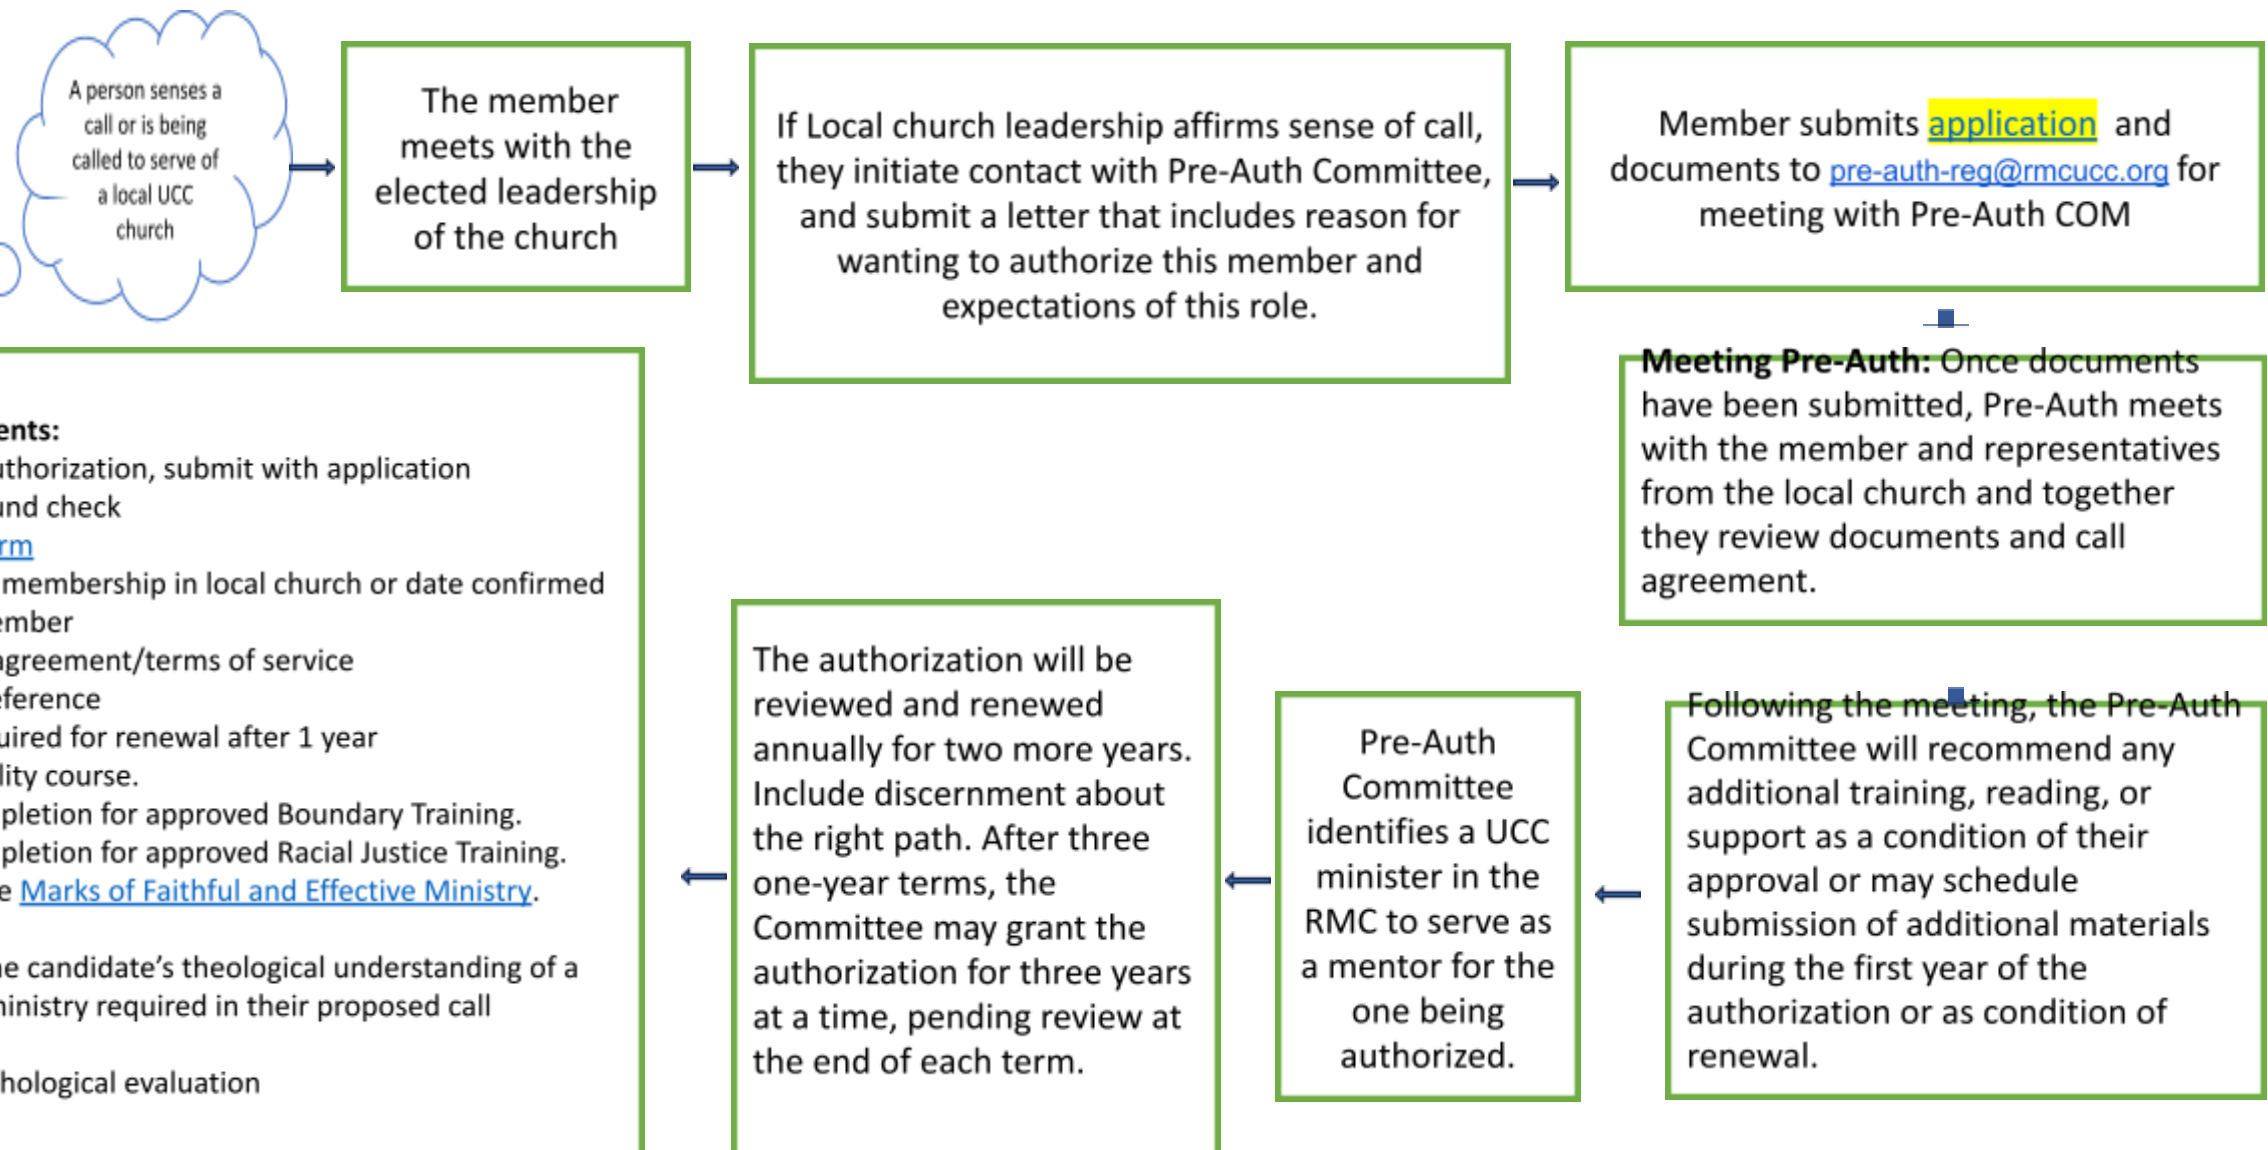 A person senses a
call or is being
called to serve of
a local UCC
church
The member
meets with the
elected leadership
of the church
If Local church leadership affirms sense of call,
they initiate contact with Pre-Auth Committee,
and submit a letter that includes reason for
wanting to authorize this member and
expectations of this role.
Member submits application and
documents to pre-auth-reg@rmcucc.org for
meeting with Pre-Auth COM
Meeting Pre-Auth: Once documents
have been submitted, Pre-Auth meets
with the member and representatives
from the local church and together
they review documents and call
agreement.
Following the meeting, the Pre-Auth
Committee will recommend any
additional training, reading, or
support as a condition of their
approval or may schedule
submission of additional materials
during the first year of the
authorization or as condition of
renewal.
Pre-Auth
Committee
identifies a UCC
minister in the
RMC to serve as
a mentor for the
one being
authorized.
The authorization will be
reviewed and renewed
annually for two more years.
Include discernment about
the right path. After three
one-year terms, the
Committee may grant the
authorization for three years
at a time, pending review at
the end of each term.
ents:
uthorization, submit with application
und check
rm
membership in local church or date confirmed
ember
agreement/terms of service
eference
uired for renewal after 1 year
lity course.
pletion for approved Boundary Training.
pletion for approved Racial Justice Training.
e Marks of Faithful and Effective Ministry.
ne candidate's theological understanding of a
ministry required in their proposed call
hological evaluation